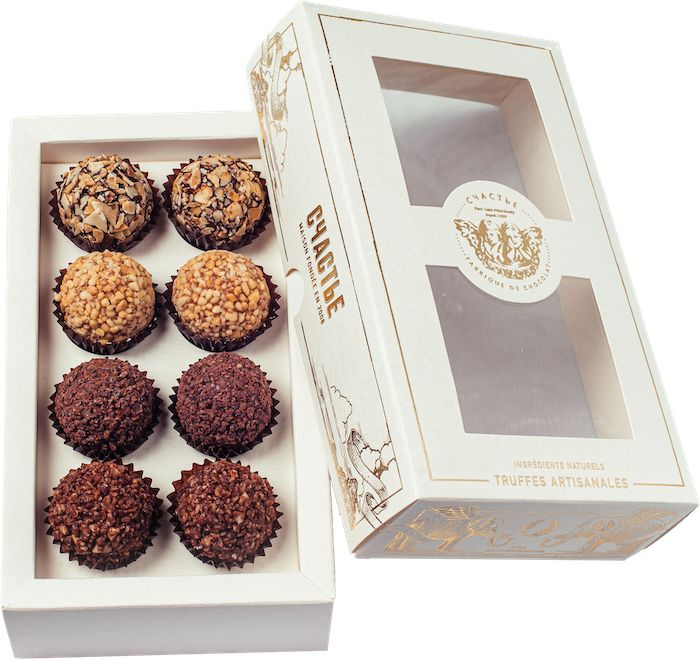 СЧАСТЬЕ
MAISON FONDÉE EN 2008
СЧАСТЬЕ
FABRIQUE DE CHOCOLAT
INGRÉDIENTS NATURELS
TRUFFES ARTISANALES